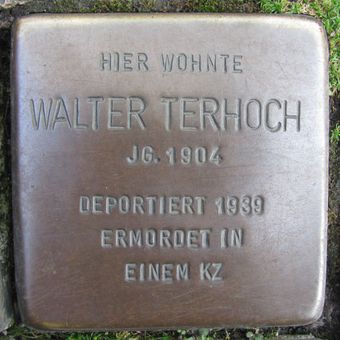 HIER WOHNTE
WALTER TERHOCH
JG. 1904
DEPORTIERT 1939
ERMORDET IN
EINEM KZ